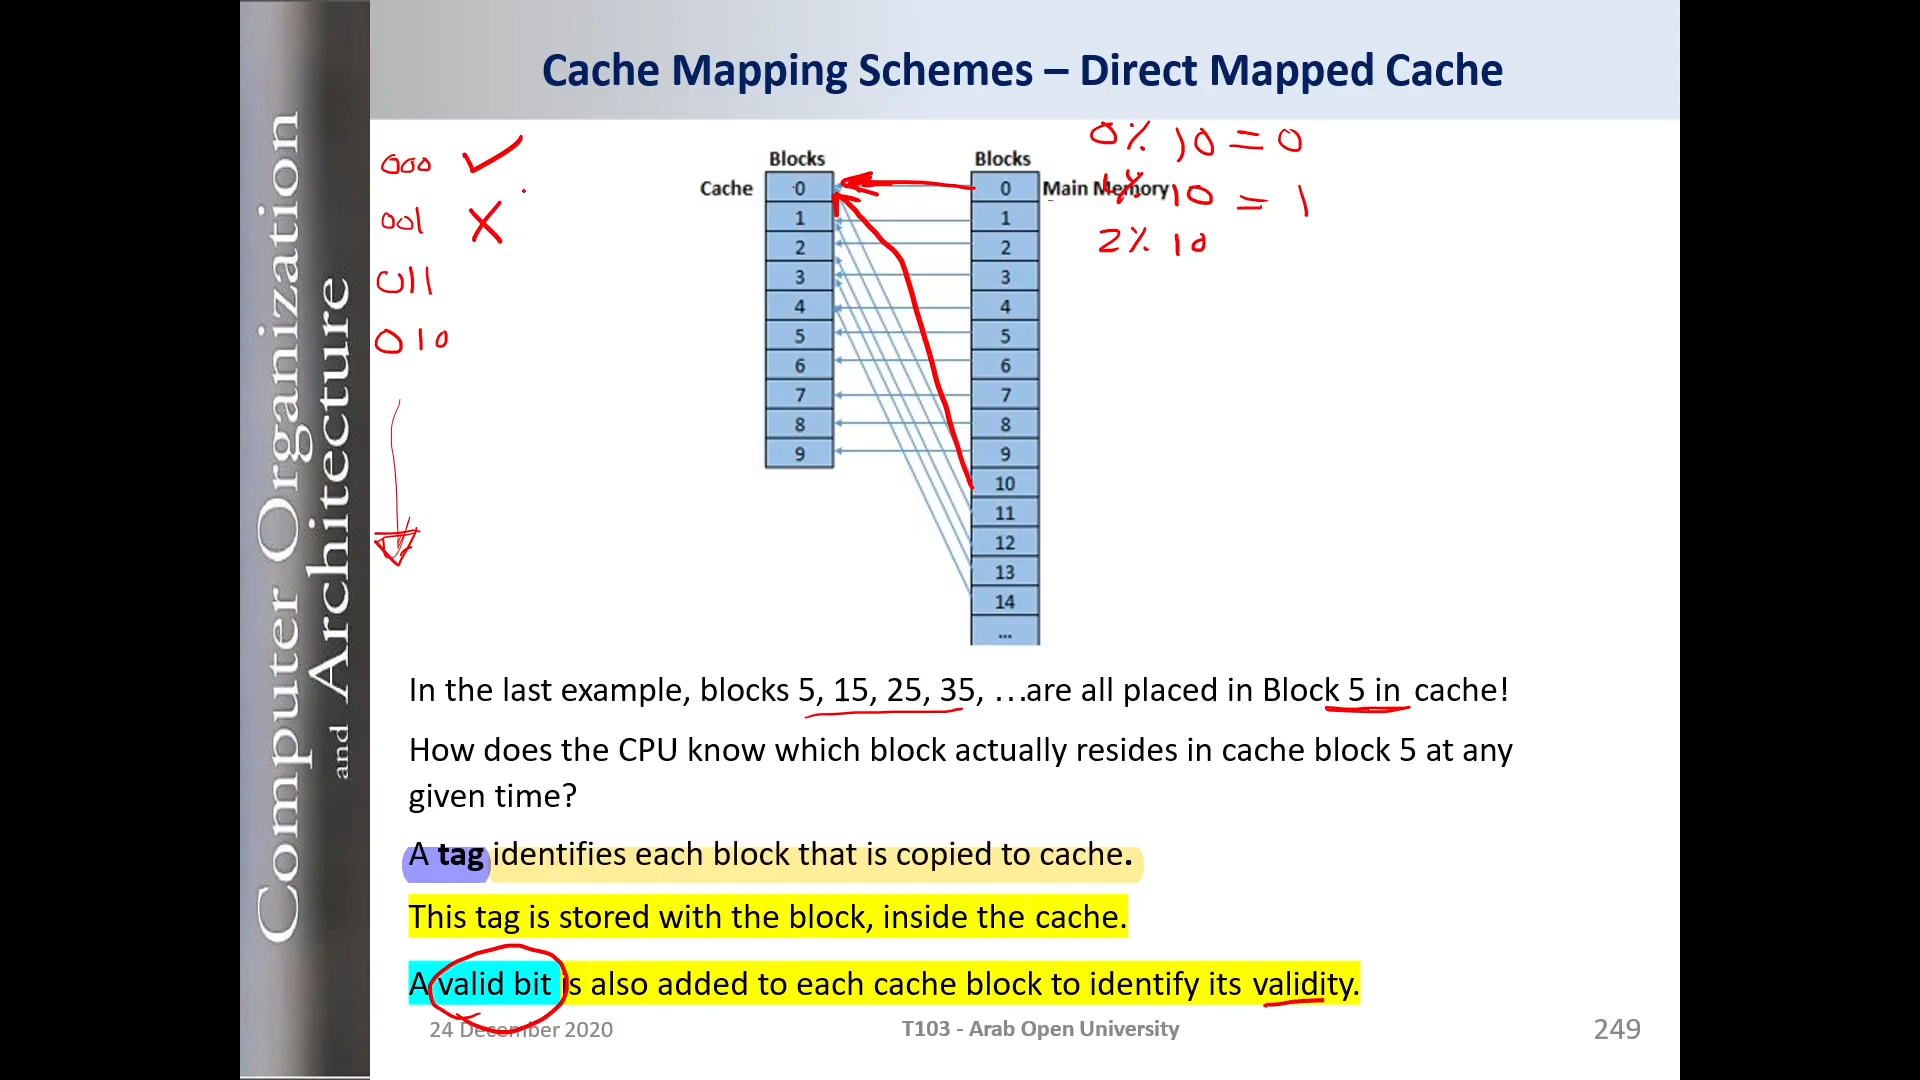 Computer Organization
and Architecture
Cache Mapping Schemes – Direct Mapped Cache
000
001
011
010
0 % 10 = 0
1 % 10 = 1
2 % 10
Blocks
Blocks
Cache
Main Memory
0
1
2
3
4
5
6
7
8
9
0
1
2
3
4
5
6
7
8
9
10
11
12
13
14
...
In the last example, blocks 5, 15, 25, 35, …are all placed in Block 5 in cache!
How does the CPU know which block actually resides in cache block 5 at any
given time?
A tag identifies each block that is copied to cache.
This tag is stored with the block, inside the cache.
A valid bit is also added to each cache block to identify its validity.
24 December 2020
T103 - Arab Open University
249